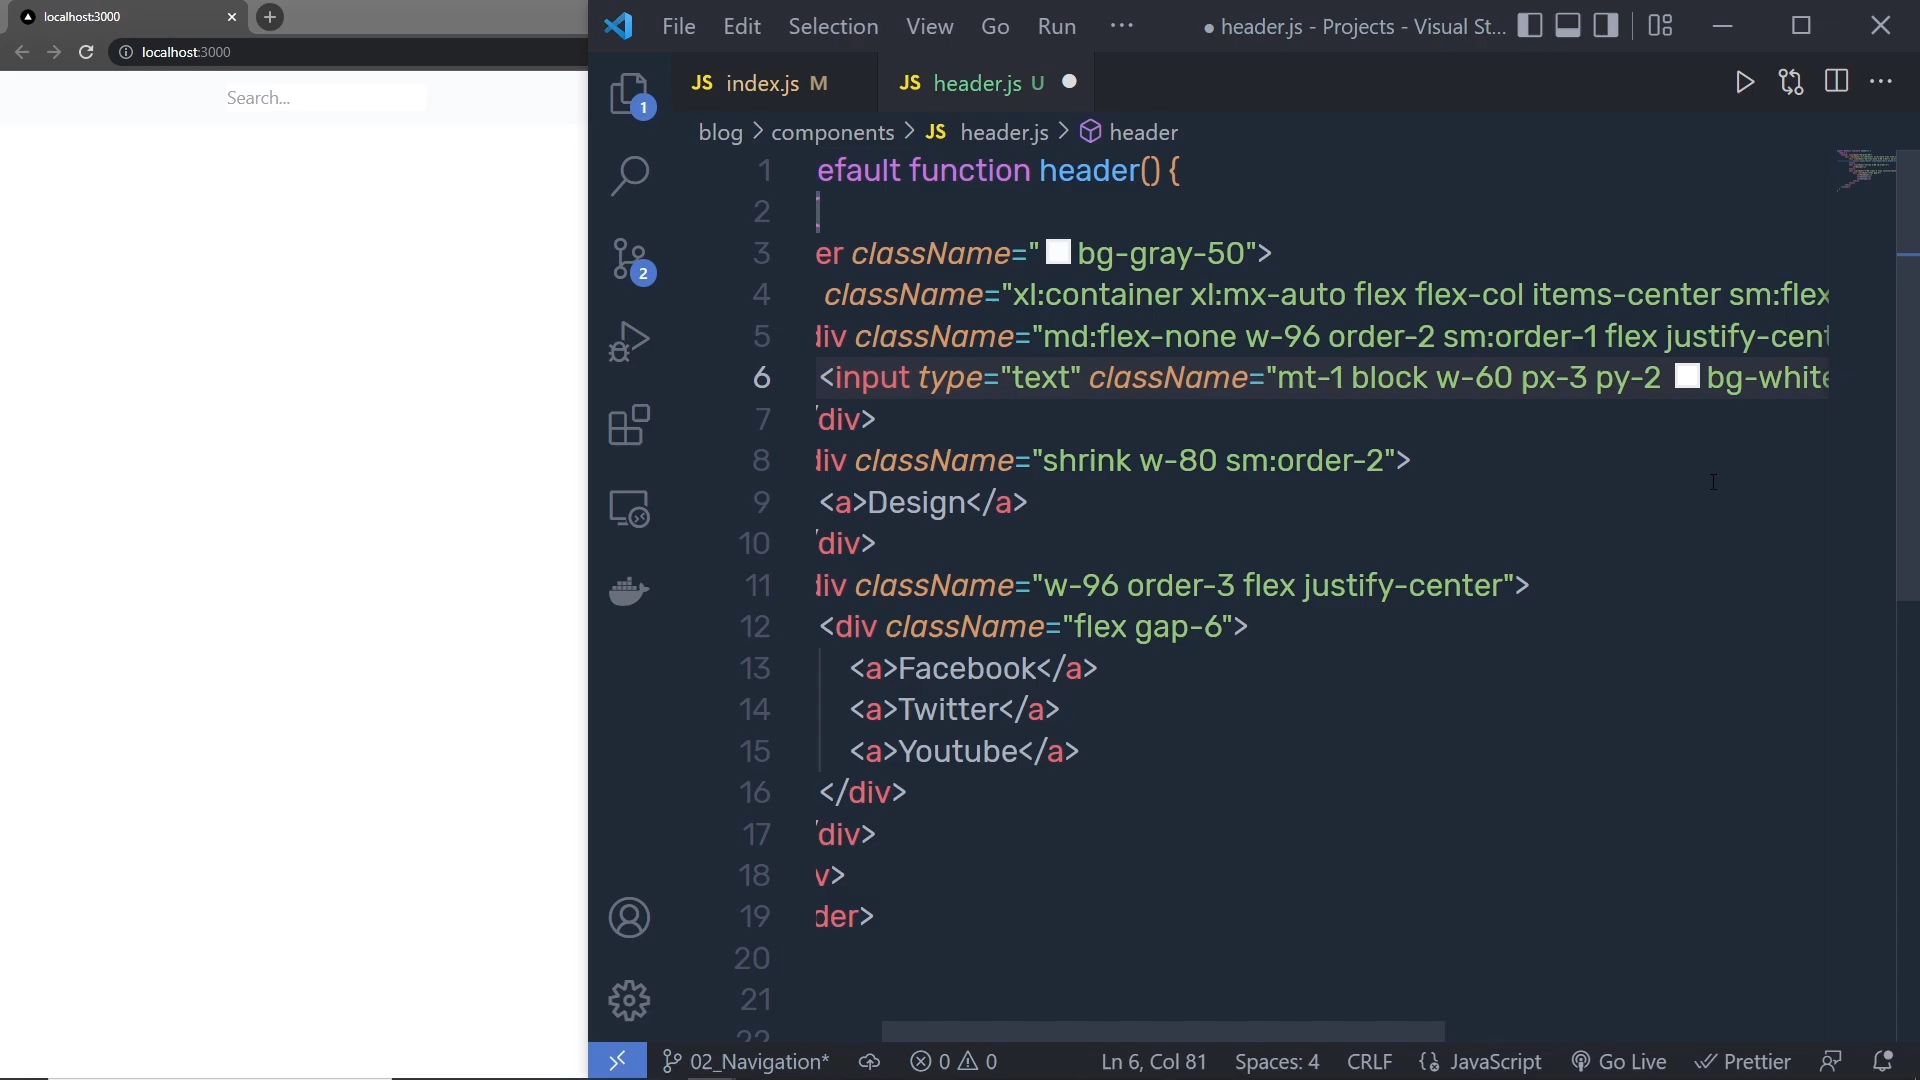 localhost:3000
localhost:3000
Search...
File Edit Selection View Go Run ···
● header.js - Projects - Visual St...
JS index.js M
JS header.js U ●
blog > components > JS header.js > header
1 efault function header() {
2
3 er className="bg-gray-50">
4 className="xl:container xl:mx-auto flex flex-col items-center sm:flex
5 div className="md:flex-none w-96 order-2 sm:order-1 flex justify-cent
6 <input type="text" className="mt-1 block w-60 px-3 py-2 bg-white
7 /div>
8 div className="shrink w-80 sm:order-2">
9 <a>Design</a>
10 /div>
11 div className="w-96 order-3 flex justify-center">
12 <div className="flex gap-6">
13 <a>Facebook</a>
14 <a>Twitter</a>
15 <a>Youtube</a>
16 </div>
17 /div>
18 v>
19 der>
20
21
22
1
2
02_Navigation* 0 0 Ln 6, Col 81 Spaces: 4 CRLF JavaScript Go Live Prettier